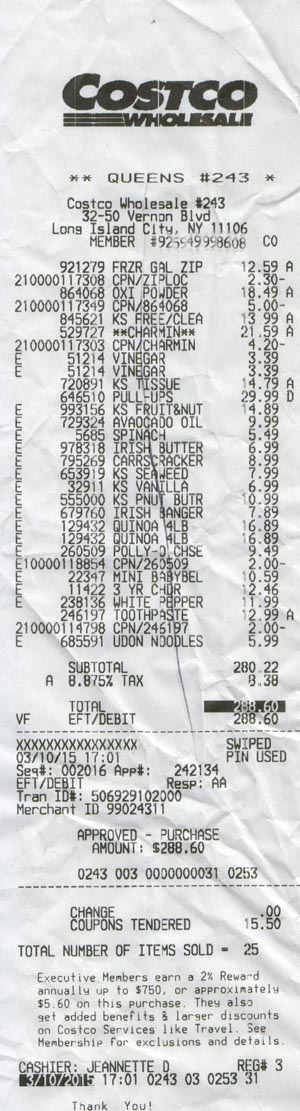 COSTCO
WHOLESALE
** QUEENS #243 *
Costco Wholesale #243
32-50 Vernon Blvd
Long Island City, NY 11106
MEMBER #925949998608 CO
921279 FRZR GAL ZIP 12.59 A
210000117308 CPN/ZIPLOC 2.30-
864068 OXI POWDER 18.49 A
210000117349 CPN/864068 5.00-
845621 KS FREE/CLEA 13.99 A
529727 **CHARMIN** 21.59 A
210000117303 CPN/CHARMIN 4.20-
E 51214 VINEGAR 3.39
E 51214 VINEGAR 3.39
720891 KS TISSUE 14.79 A
646510 PULL-UPS 29.99 D
E 993156 KS FRUIT&NUT 14.89
E 729324 AVAOCADO OIL 9.99
E 5685 SPINACH 5.49
E 978318 IRISH BUTTER 6.99
E 795269 CARRSCRACKER 8.99
E 653919 KS SEAWEED 7.99
E 32911 KS VANILLA 6.99
E 555000 KS PNUT BUTR 10.99
E 679760 IRISH BANGER 7.89
E 129432 QUINOA 4LB 16.89
E 129432 QUINOA 4LB 16.89
E 260509 POLLY-O CHSE 9.49
E10000118854 CPN/260509 2.00-
E 22347 MINI BABYBEL 10.59
E 11422 3 YR CHDR 12.46
E 238136 WHITE PEPPER 11.99
246197 TOOTHPASTE 12.99 A
210000114798 CPN/246197 2.00-
E 685591 UDON NOODLES 5.99
SUBTOTAL 280.22
A 8.875% TAX 8.38
TOTAL 288.60
VF EFT/DEBIT 288.60
XXXXXXXXXXXXXXXX SWIPED
03/10/15 17:01 PIN USED
Seq#: 002016 App#: 242134
EFT/DEBIT Resp: AA
Tran ID#: 506929102000
Merchant ID 99024311
APPROVED - PURCHASE
AMOUNT: $288.60
0243 003 0000000031 0253
CHANGE .00
COUPONS TENDERED 15.50
TOTAL NUMBER OF ITEMS SOLD = 25
Executive Members earn a 2% Reward
annually up to $750, or approximately
$5.60 on this purchase. They also
get added benefits & larger discounts
on Costco Services like Travel. See
Membership for exclusions and details.
CASHIER: JEANNETTE D REG# 3
3/10/2015 17:01 0243 03 0253 31
Thank You!